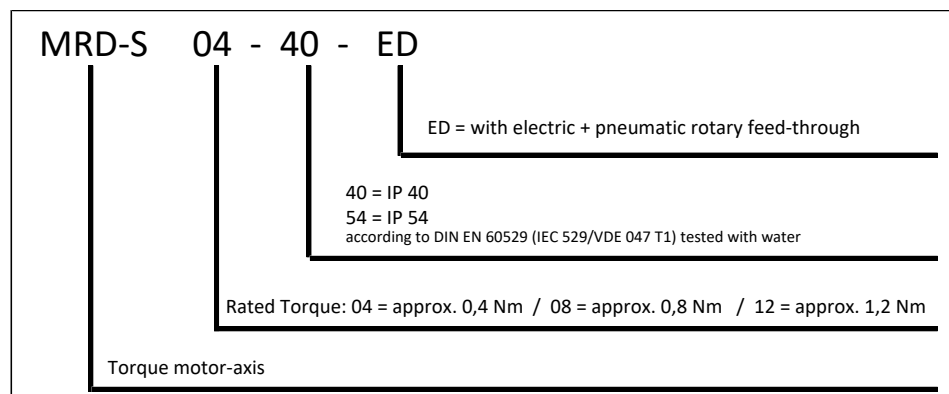 MRD-S 04 - 40 - ED
ED = with electric + pneumatic rotary feed-through
40 = IP 40
54 = IP 54
according to DIN EN 60529 (IEC 529/VDE 047 T1) tested with water
Rated Torque: 04 = approx. 0,4 Nm / 08 = approx. 0,8 Nm / 12 = approx. 1,2 Nm
Torque motor-axis